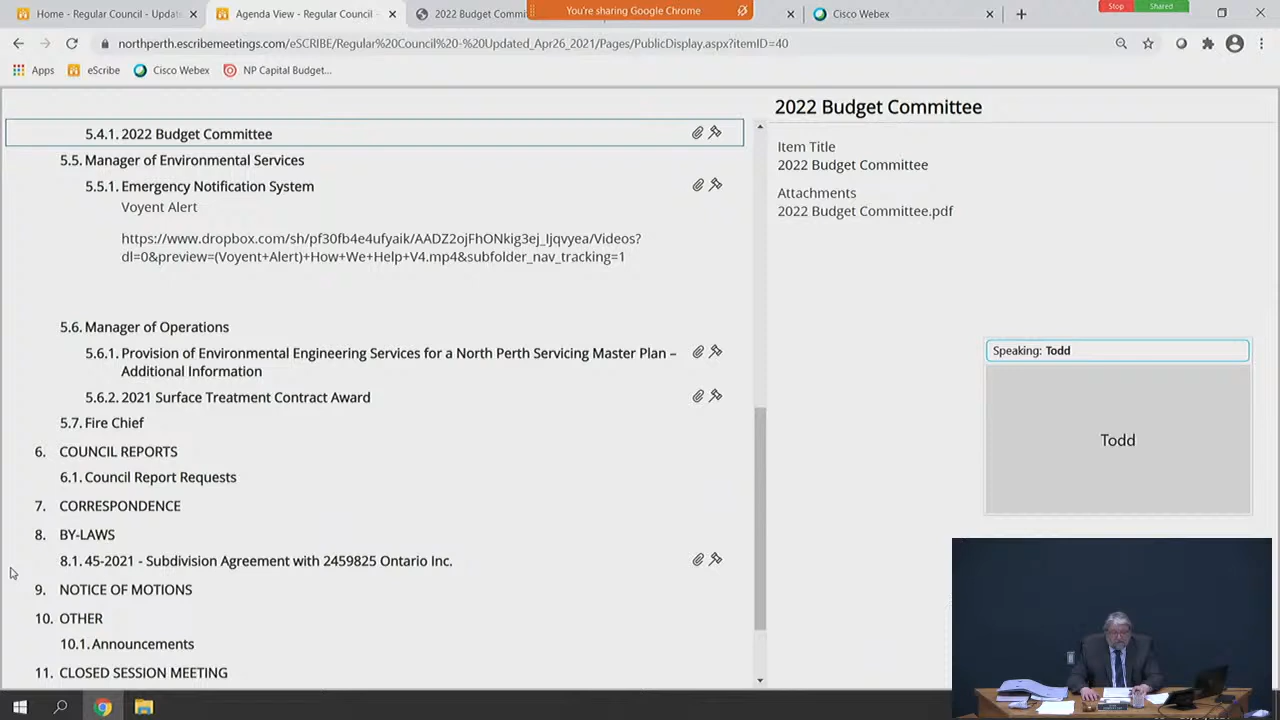 Home - Regular Council - Update
Agenda View - Regular Council -
2022 Budget Commi
You're sharing Google Chrome
Cisco Webex
Stop
Shared
northperth.escribemeetings.com/eSCRIBE/Regular%20Council%20-%20Updated_Apr26_2021/Pages/PublicDisplay.aspx?itemID=40
Apps
eScribe
Cisco Webex
NP Capital Budget...
5.4.1. 2022 Budget Committee
5.5. Manager of Environmental Services
5.5.1. Emergency Notification System
Voyent Alert
https://www.dropbox.com/sh/pf30fb4e4ufyaik/AADZ2ojFhONkig3ej_Ijqvyea/Videos?
dl=0&preview=(Voyent+Alert)+How+We+Help+V4.mp4&subfolder_nav_tracking=1
5.6. Manager of Operations
5.6.1. Provision of Environmental Engineering Services for a North Perth Servicing Master Plan –
Additional Information
5.6.2. 2021 Surface Treatment Contract Award
5.7. Fire Chief
6. COUNCIL REPORTS
6.1. Council Report Requests
7. CORRESPONDENCE
8. BY-LAWS
8.1. 45-2021 - Subdivision Agreement with 2459825 Ontario Inc.
9. NOTICE OF MOTIONS
10. OTHER
10.1. Announcements
11. CLOSED SESSION MEETING
2022 Budget Committee
Item Title
2022 Budget Committee
Attachments
2022 Budget Committee.pdf
Speaking: Todd
Todd